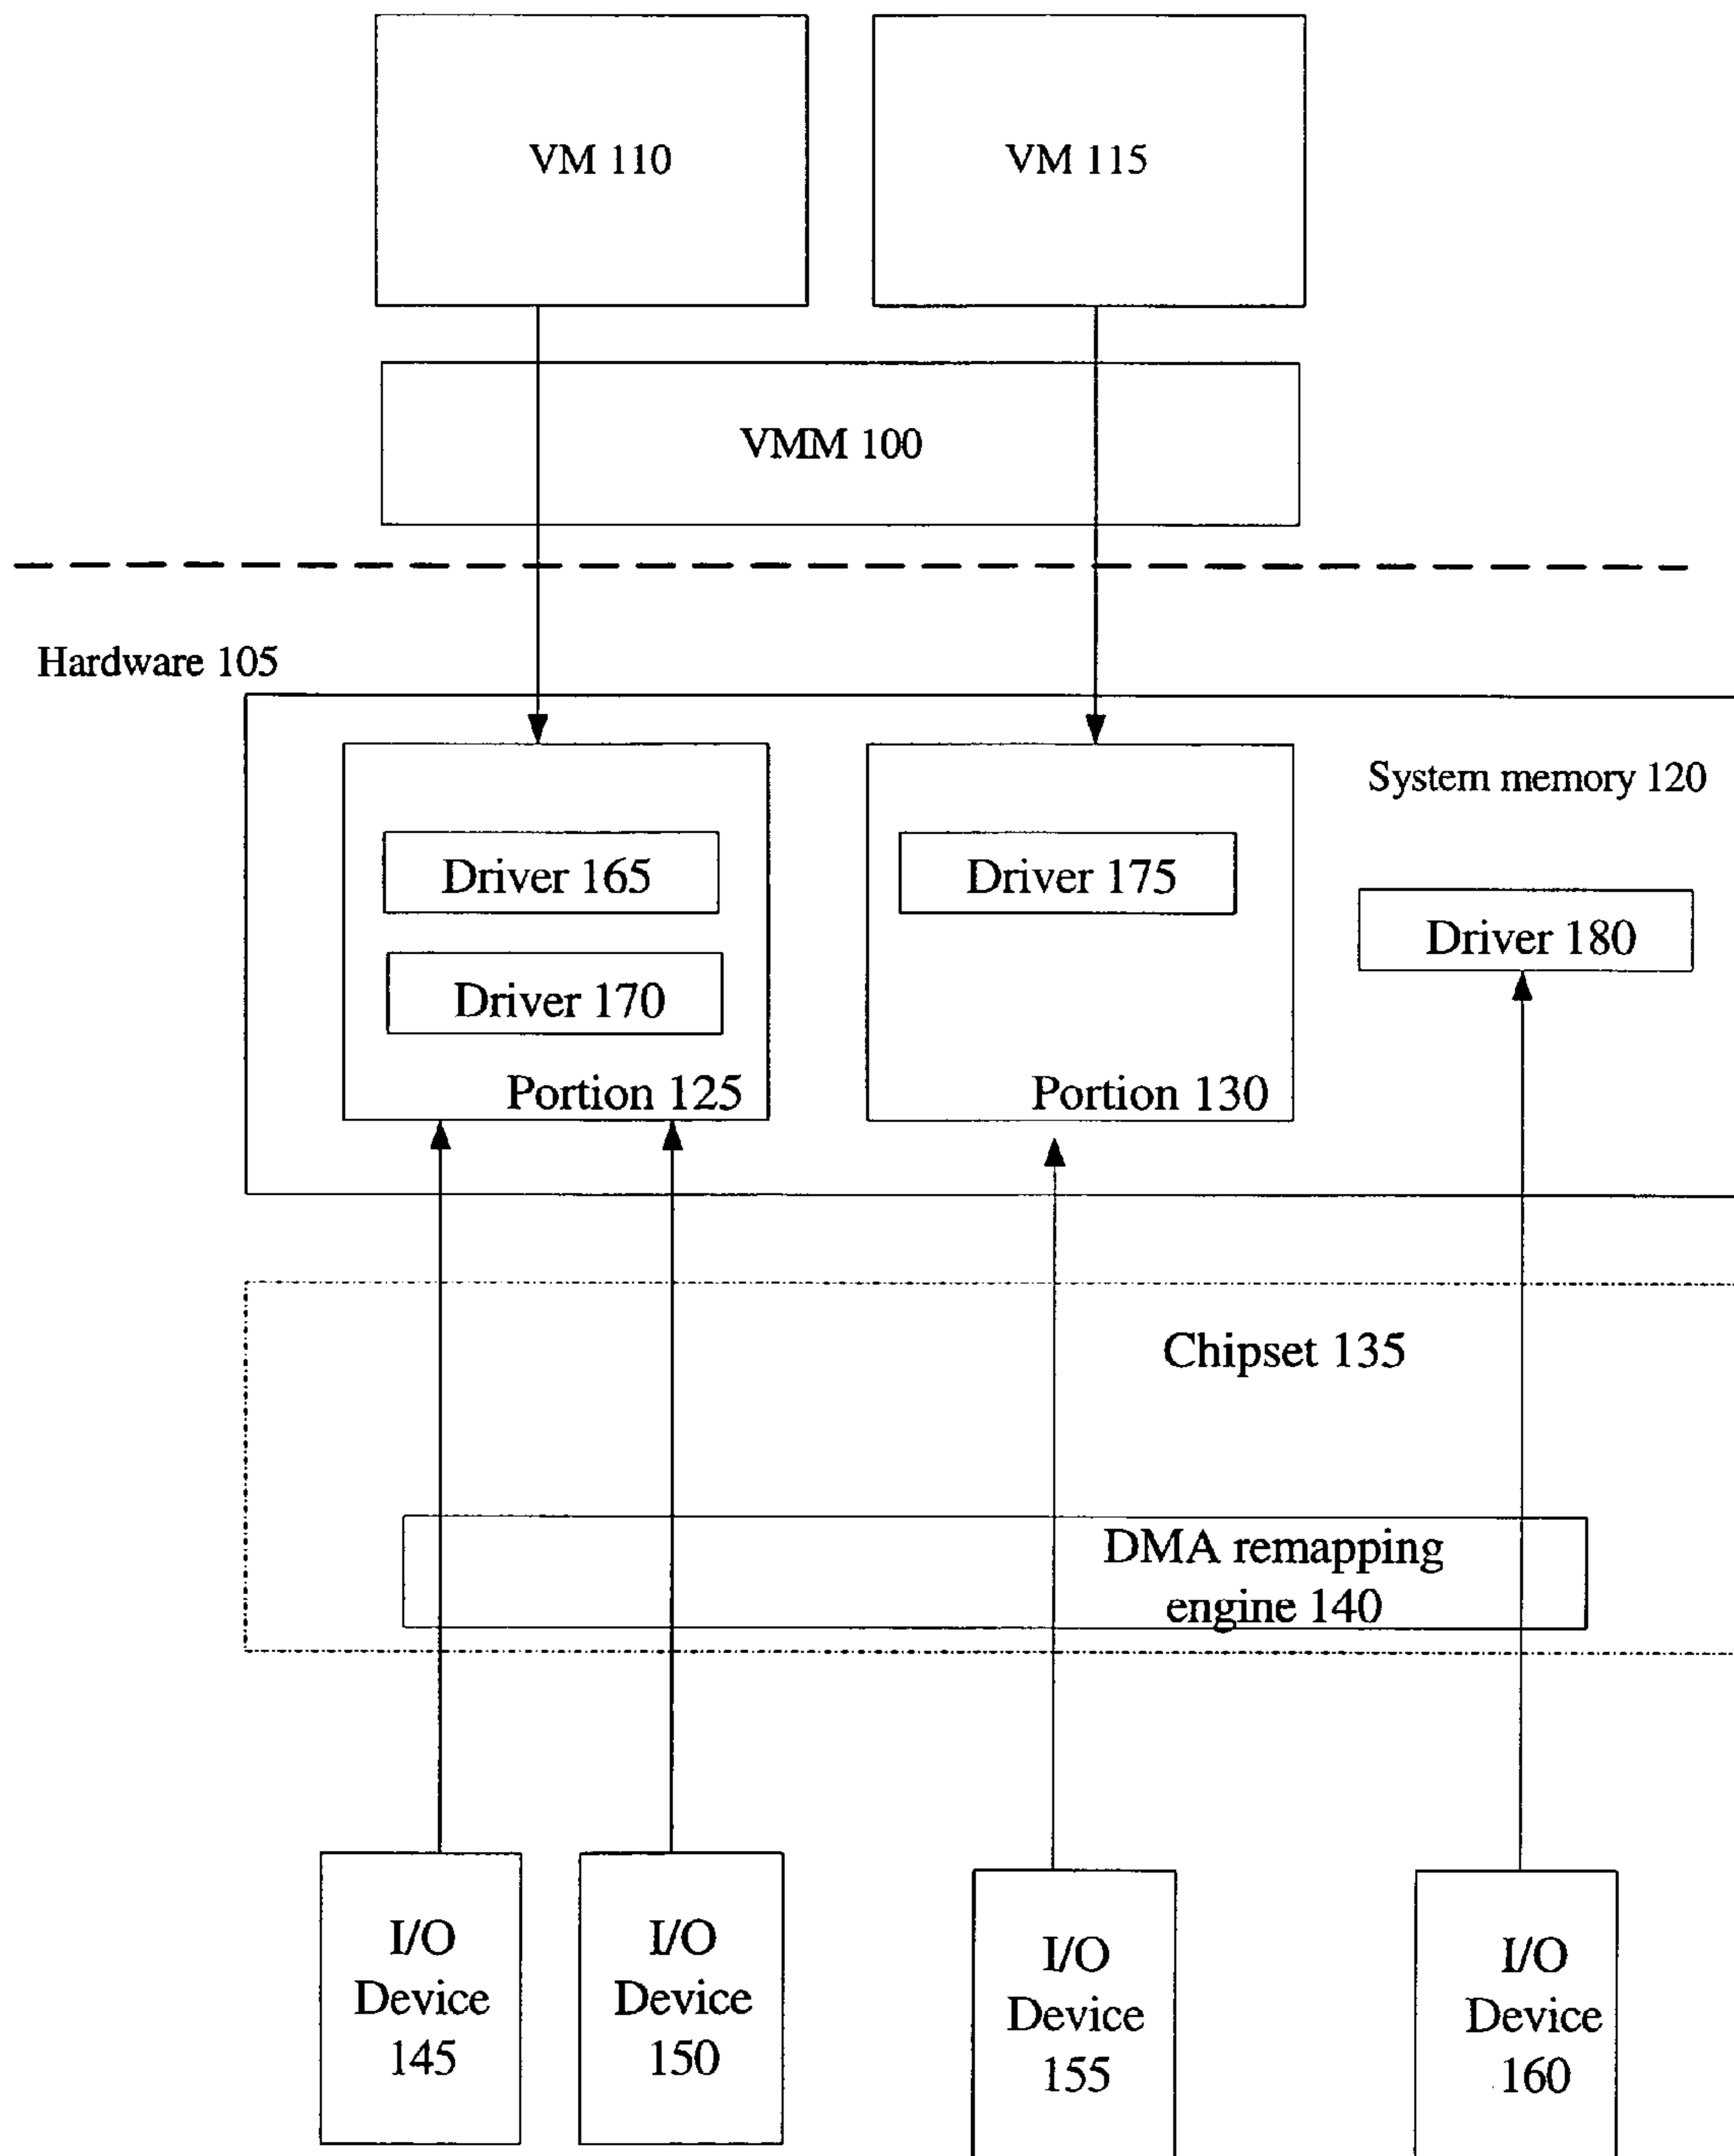 VM 110
VM 115
VMM 100
Hardware 105
System memory 120
Driver 165
Driver 175
Driver 180
Driver 170
Portion 125
Portion 130
Chipset 135
DMA remapping
engine 140
I/O
Device
145
I/O
Device
150
I/O
Device
155
I/O
Device
160